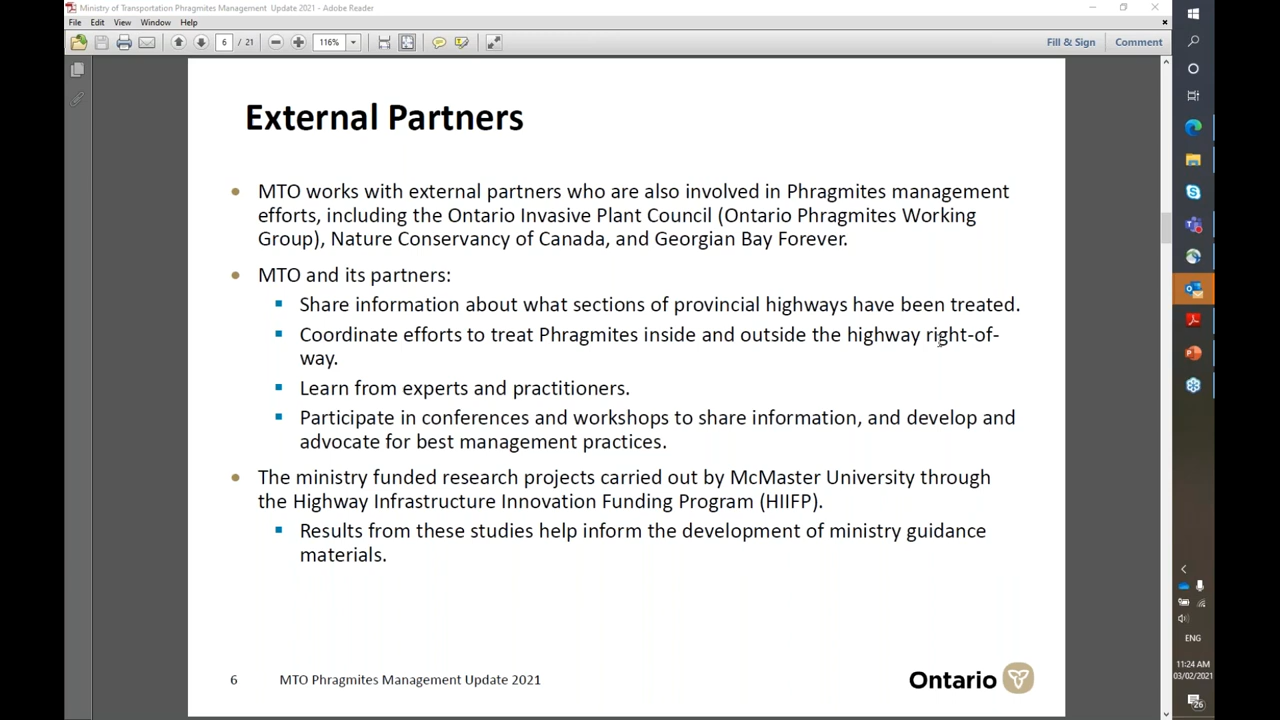 Ministry of Transportation Phragmites Management Update 2021 - Adobe Reader
File Edit View Window Help
6 / 21 116% Fill & Sign Comment
External Partners
• MTO works with external partners who are also involved in Phragmites management
efforts, including the Ontario Invasive Plant Council (Ontario Phragmites Working
Group), Nature Conservancy of Canada, and Georgian Bay Forever.
• MTO and its partners:
▪ Share information about what sections of provincial highways have been treated.
▪ Coordinate efforts to treat Phragmites inside and outside the highway right-of-
way.
▪ Learn from experts and practitioners.
▪ Participate in conferences and workshops to share information, and develop and
advocate for best management practices.
• The ministry funded research projects carried out by McMaster University through
the Highway Infrastructure Innovation Funding Program (HIIFP).
▪ Results from these studies help inform the development of ministry guidance
materials.
6 MTO Phragmites Management Update 2021
Ontario
ENG
11:24 AM
03/02/2021
26